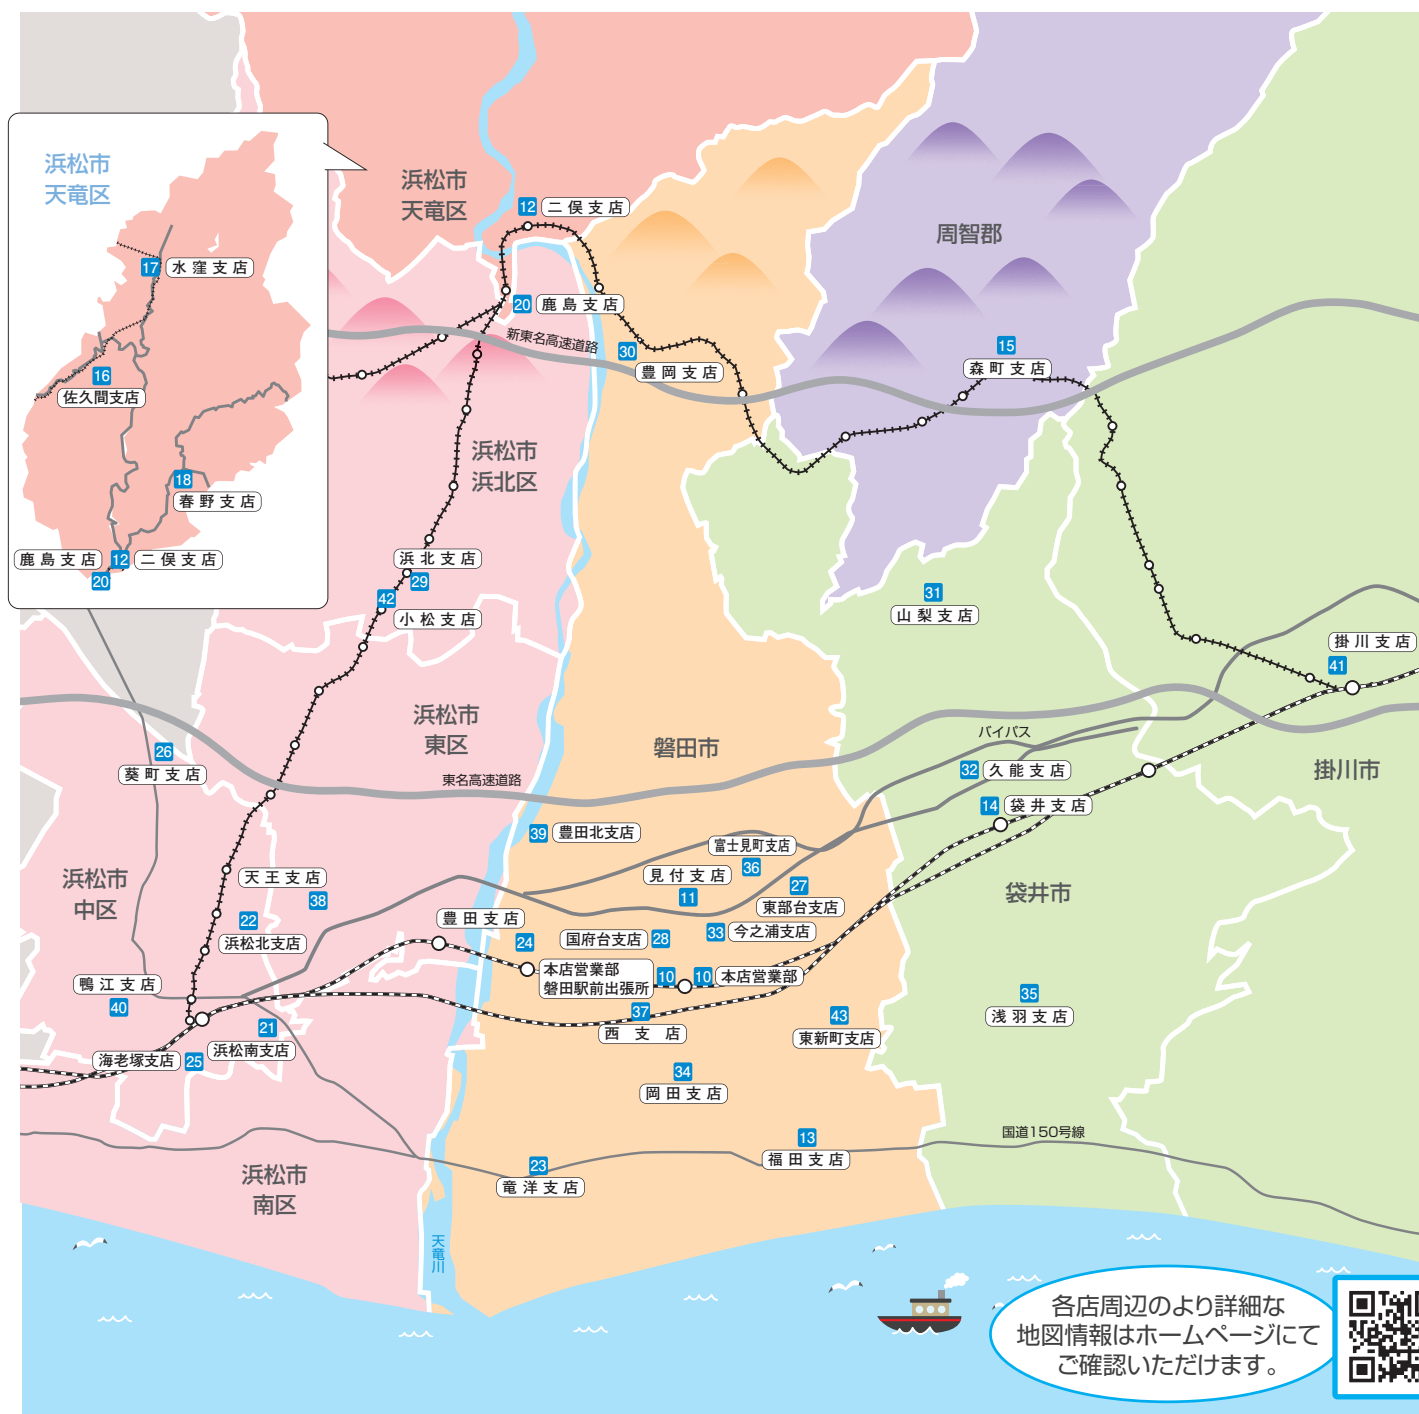 浜松市
天竜区
17
水窪支店
16
佐久間支店
18
春野支店
鹿島支店
12
二俣支店
20
浜松市
天竜区
12
二俣支店
20
鹿島支店
新東名高速道路
30
豊岡支店
周智郡
15
森町支店
浜松市
浜北区
浜北支店
29
42
小松支店
31
山梨支店
掛川支店
41
浜松市
東区
磐田市
バイパス
掛川市
26
葵町支店
東名高速道路
32
久能支店
14
袋井支店
39
豊田北支店
富士見町支店
36
見付支店
11
27
東部台支店
袋井市
浜松市
中区
天王支店
38
22
浜松北支店
豊田支店
24
国府台支店
28
33
今之浦支店
本店営業部
磐田駅前出張所
10
10
本店営業部
鴨江支店
40
21
浜松南支店
海老塚支店
25
37
西支店
43
東新町支店
35
浅羽支店
34
岡田支店
国道150号線
13
福田支店
23
竜洋支店
浜松市
南区
天竜川
各店周辺のより詳細な
地図情報はホームページにて
ご確認いただけます。